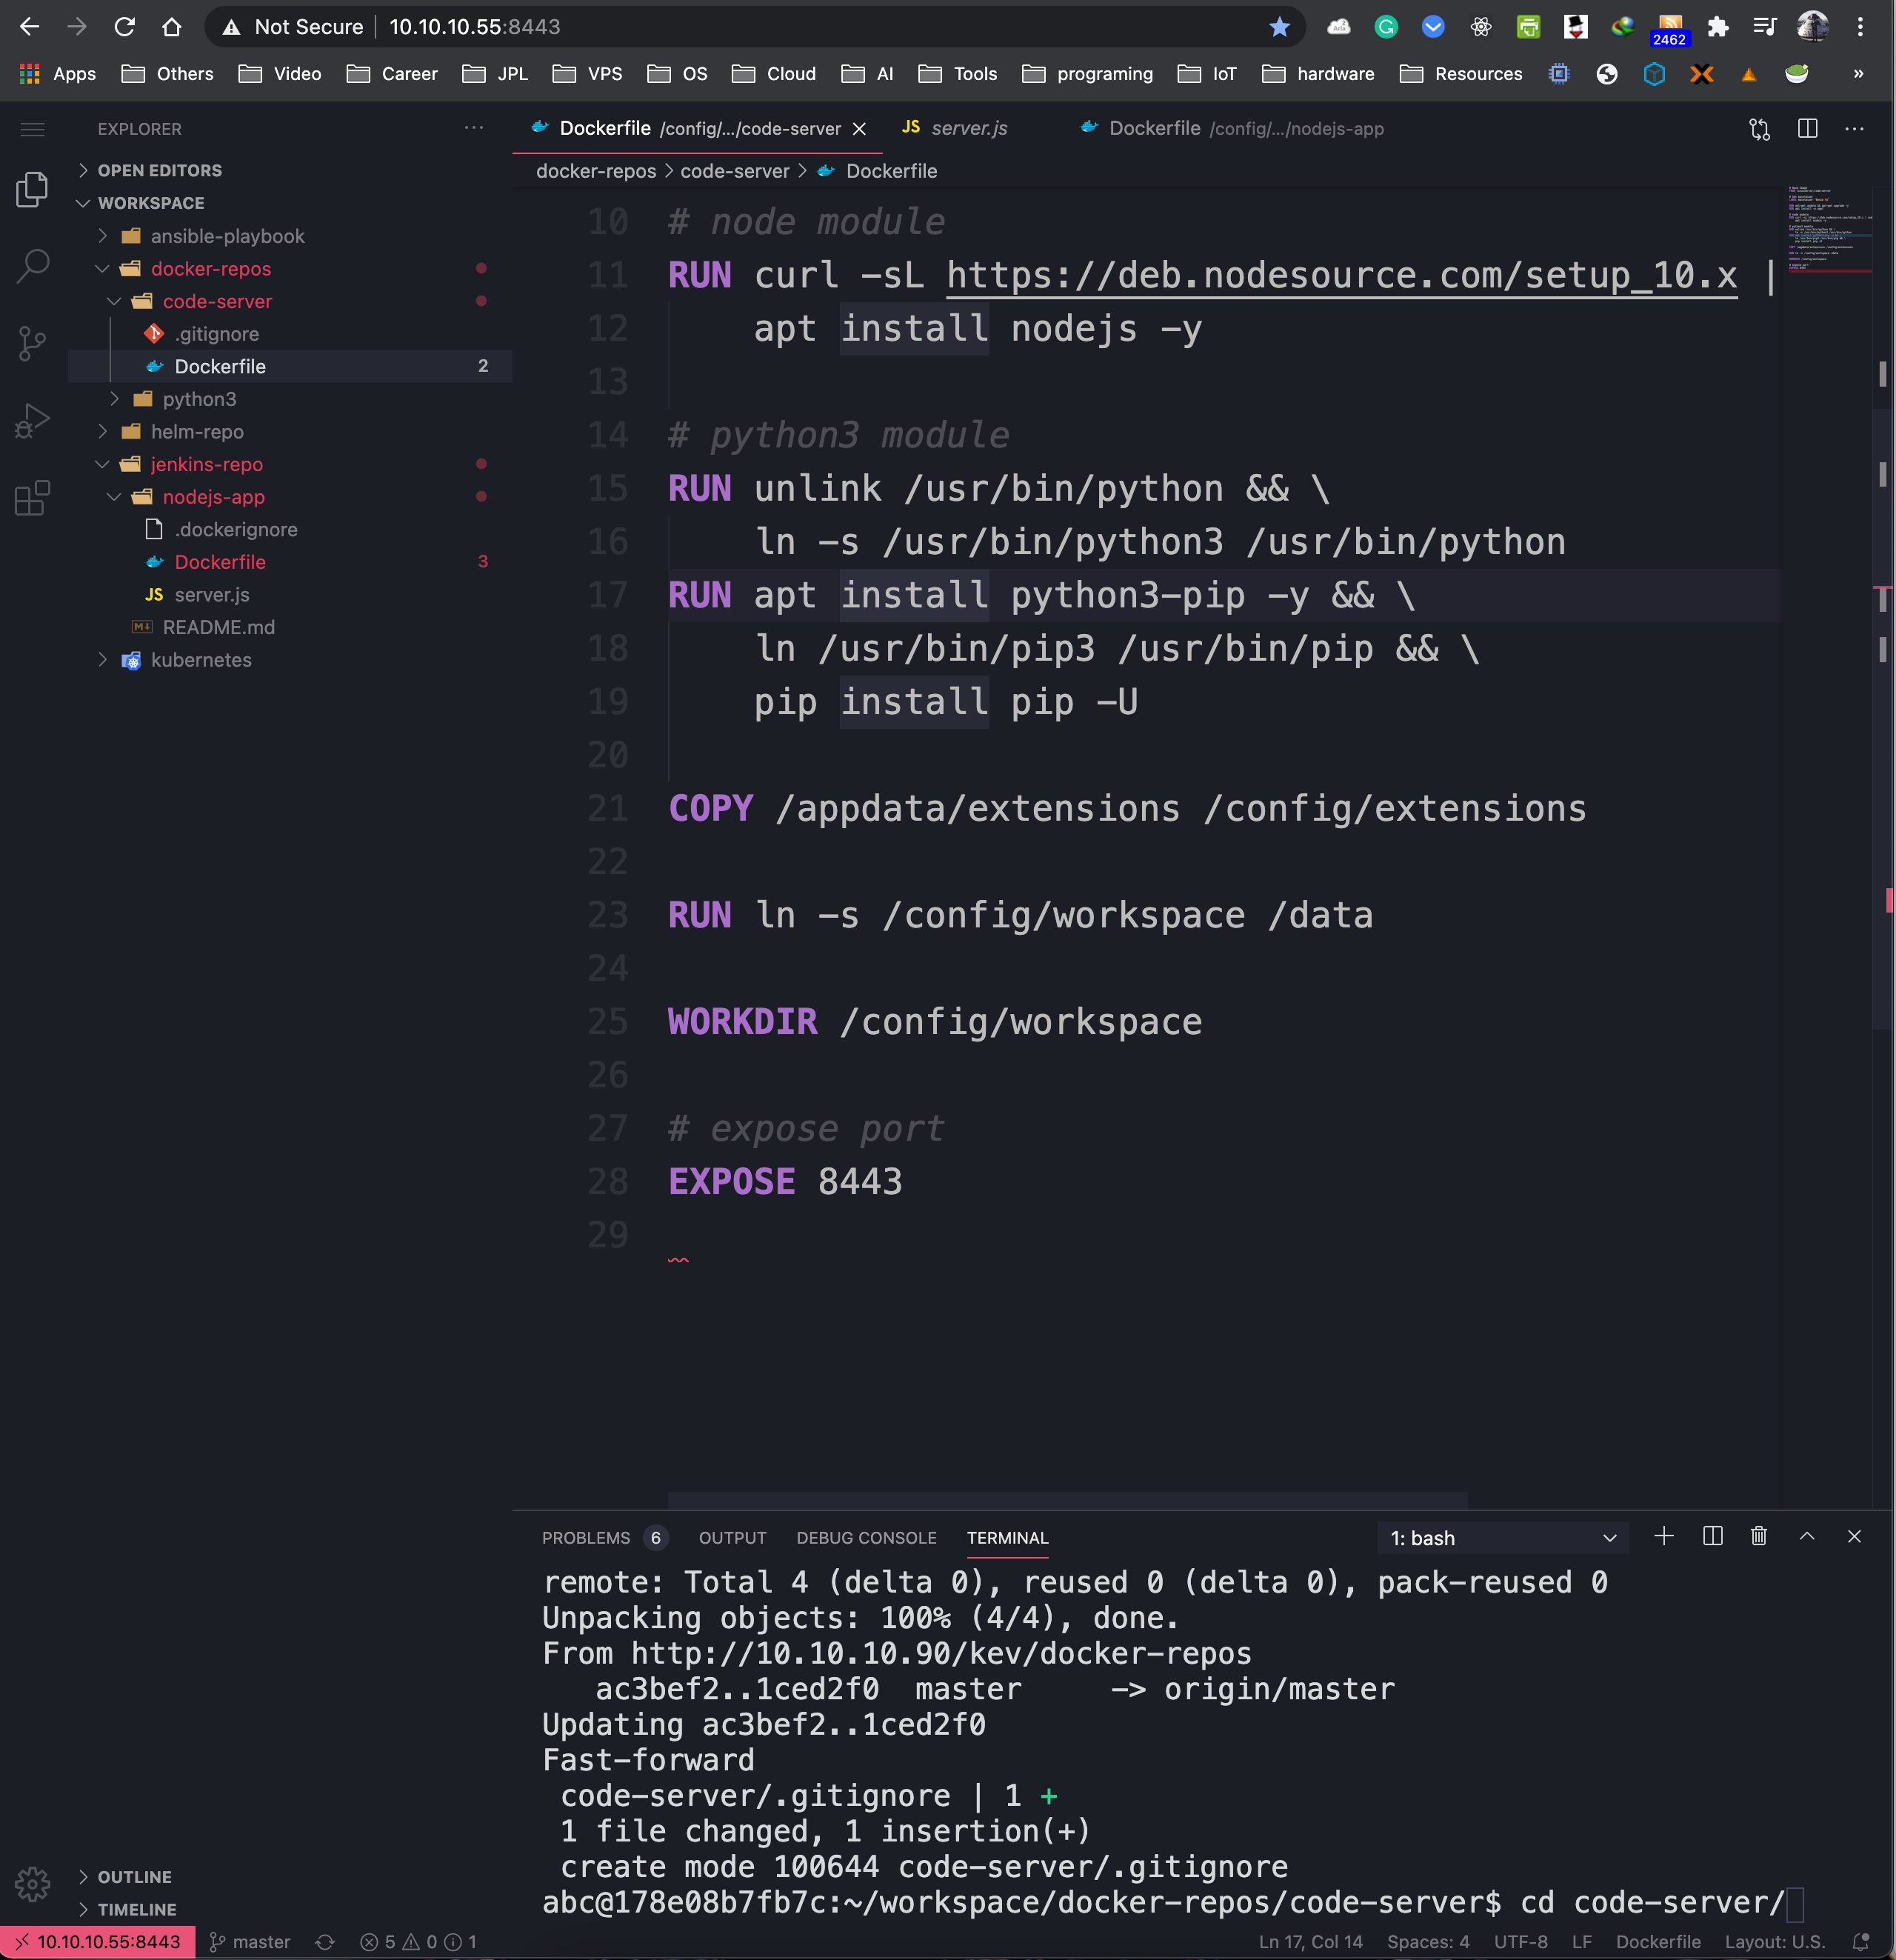 Not Secure 10.10.10.55:8443
2462
Apps Others Video Career JPL VPS OS Cloud AI Tools programing IoT hardware Resources »
EXPLORER ···
Dockerfile /config/.../code-server × JS server.js Dockerfile /config/.../nodejs-app
docker-repos > code-server > Dockerfile
OPEN EDITORS
WORKSPACE
ansible-playbook
docker-repos
code-server
.gitignore
Dockerfile 2
python3
helm-repo
jenkins-repo
nodejs-app
.dockerignore
Dockerfile 3
JS server.js
README.md
kubernetes
OUTLINE
TIMELINE
10 # node module
11 RUN curl -sL https://deb.nodesource.com/setup_10.x |
12 apt install nodejs -y
13
14 # python3 module
15 RUN unlink /usr/bin/python && \
16 ln -s /usr/bin/python3 /usr/bin/python
17 RUN apt install python3-pip -y && \
18 ln /usr/bin/pip3 /usr/bin/pip && \
19 pip install pip -U
20
21 COPY /appdata/extensions /config/extensions
22
23 RUN ln -s /config/workspace /data
24
25 WORKDIR /config/workspace
26
27 # expose port
28 EXPOSE 8443
29
PROBLEMS 6 OUTPUT DEBUG CONSOLE TERMINAL 1: bash
remote: Total 4 (delta 0), reused 0 (delta 0), pack-reused 0
Unpacking objects: 100% (4/4), done.
From http://10.10.10.90/kev/docker-repos
ac3bef2..1ced2f0 master -> origin/master
Updating ac3bef2..1ced2f0
Fast-forward
code-server/.gitignore | 1 +
1 file changed, 1 insertion(+)
create mode 100644 code-server/.gitignore
abc@178e08b7fb7c:~/workspace/docker-repos/code-server$ cd code-server/
10.10.10.55:8443 master 5 0 1 Ln 17, Col 14 Spaces: 4 UTF-8 LF Dockerfile Layout: U.S.